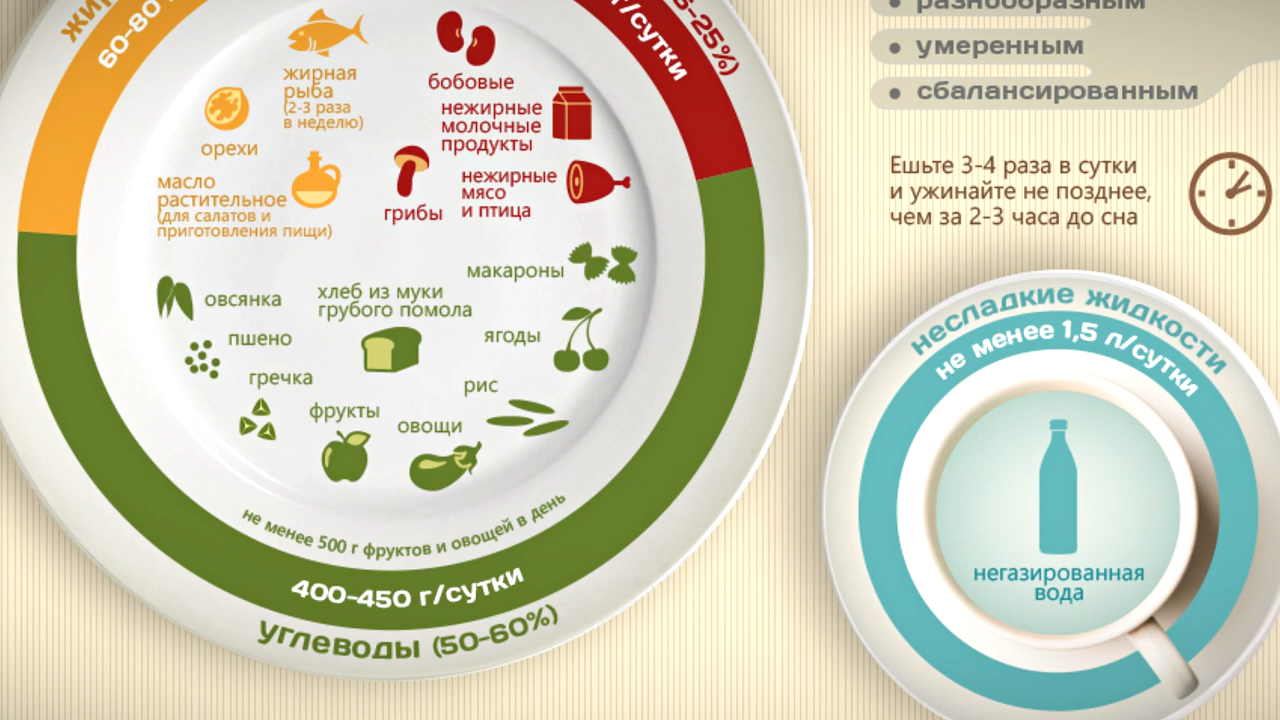 60-80
г/сутки
5-25%)
жирная
рыба
(2-3 раза
в неделю)
орехи
масло
растительное
(для салатов и
приготовления пищи)
бобовые
нежирные
молочные
продукты
грибы
нежирные
мясо
и птица
макароны
овсянка
хлеб из муки
грубого помола
пшено
ягоды
гречка
рис
фрукты
овощи
не менее 500 г фруктов и овощей в день
400-450 г/сутки
углеводы (50-60%)
• разнообразным
• умеренным
• сбалансированным
Ешьте 3-4 раза в сутки
и ужинайте не позднее,
чем за 2-3 часа до сна
несладкие жидкости
не менее 1,5 л/сутки
негазированная
вода